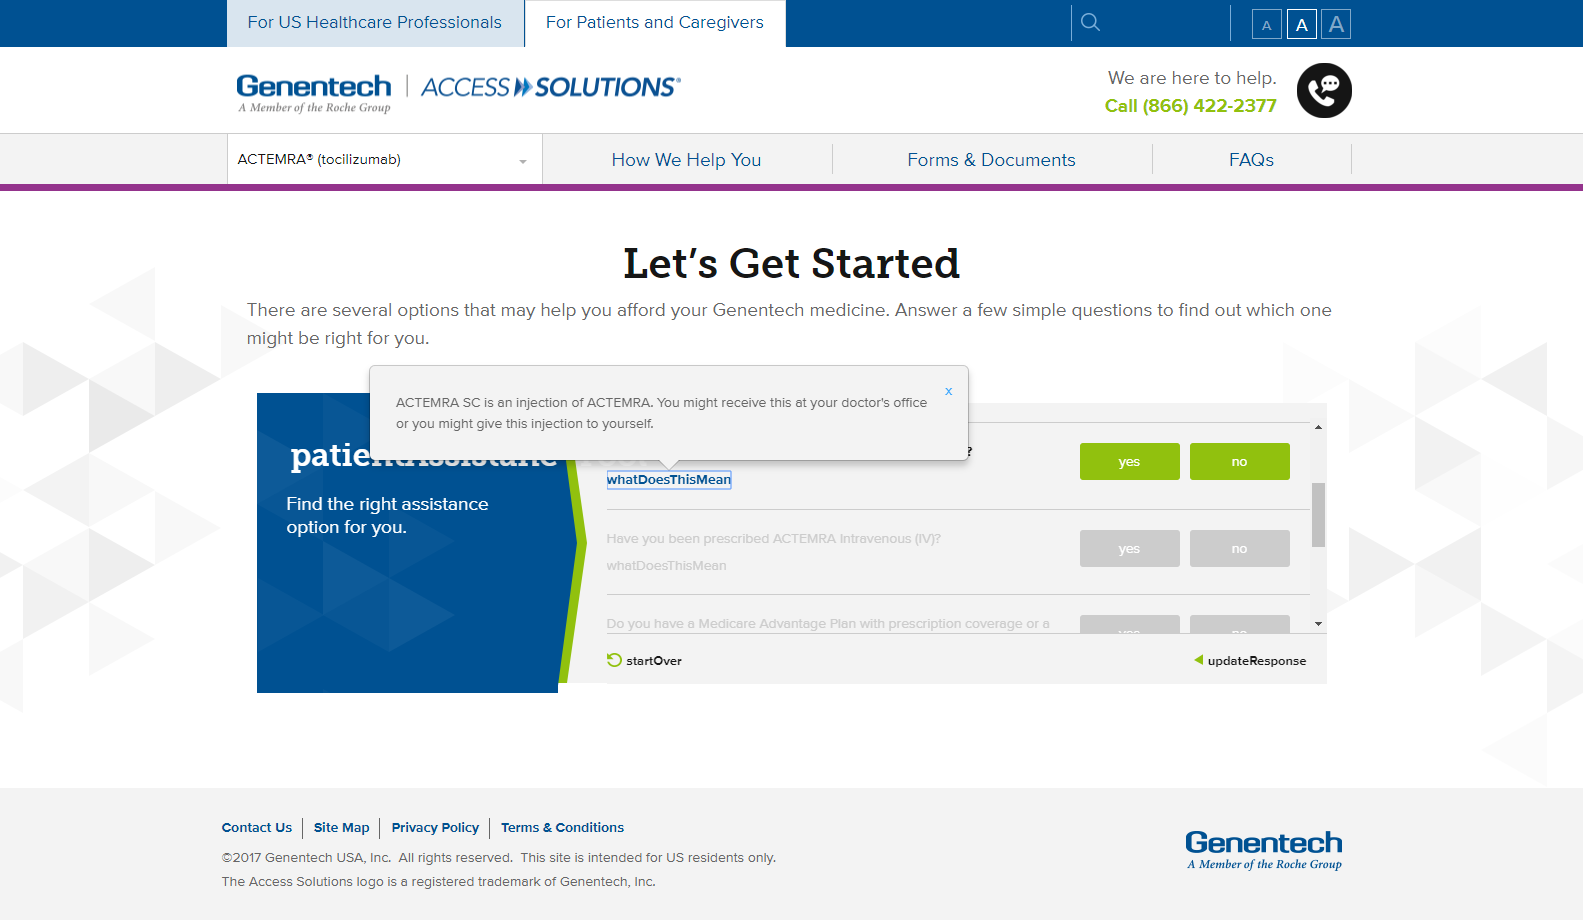 For US Healthcare Professionals
For Patients and Caregivers
A A A
Genentech
A Member of the Roche Group
ACCESS SOLUTIONS®
We are here to help.
Call (866) 422-2377
ACTEMRA® (tocilizumab)
How We Help You
Forms & Documents
FAQs
Let's Get Started
There are several options that may help you afford your Genentech medicine. Answer a few simple questions to find out which one
might be right for you.
ACTEMRA SC is an injection of ACTEMRA. You might receive this at your doctor's office
or you might give this injection to yourself.
x
Find the right assistance
option for you.
?
whatDoesThisMean
yes
no
Have you been prescribed ACTEMRA Intravenous (IV)?
whatDoesThisMean
yes
no
Do you have a Medicare Advantage Plan with prescription coverage or a
yes
no
startOver
updateResponse
Contact Us
Site Map
Privacy Policy
Terms & Conditions
©2017 Genentech USA, Inc. All rights reserved. This site is intended for US residents only.
The Access Solutions logo is a registered trademark of Genentech, Inc.
Genentech
A Member of the Roche Group